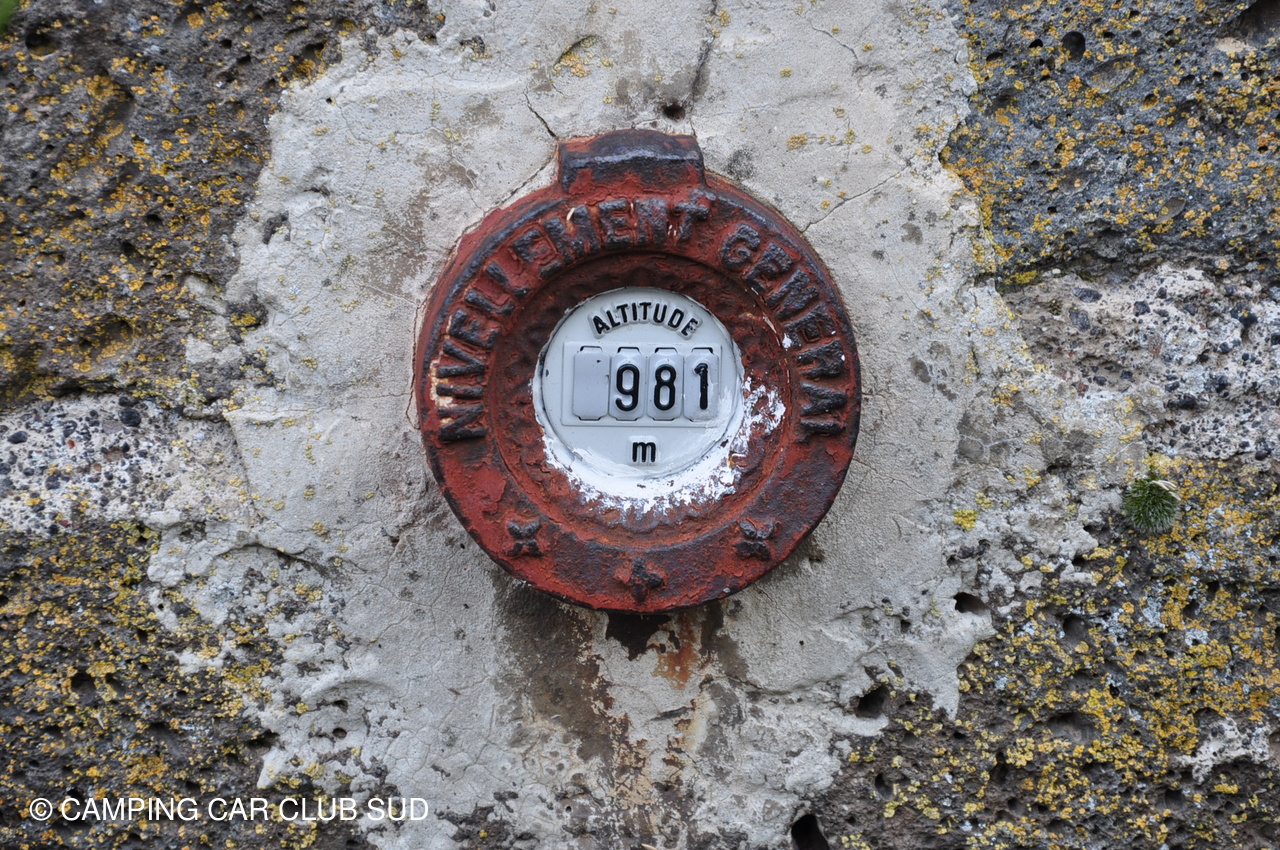 NIVELLEMENT GENERAL
ALTITUDE
981
m
© CAMPING CAR CLUB SUD